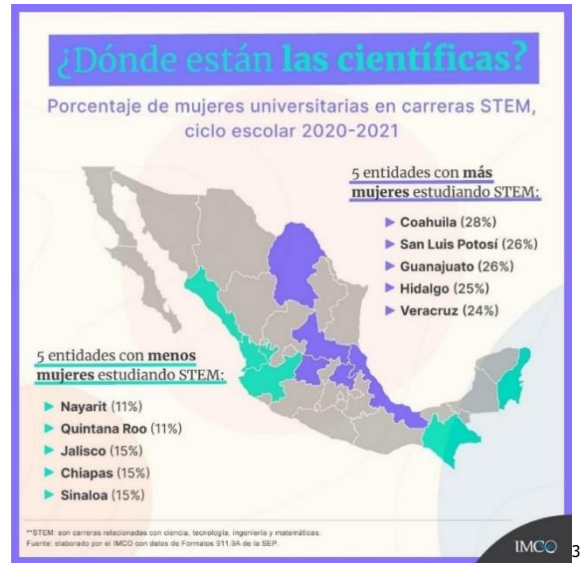 ¿Dónde están las científicas?
Porcentaje de mujeres universitarias en carreras STEM,
ciclo escolar 2020-2021
5 entidades con más
mujeres estudiando STEM:
Coahuila (28%)
San Luis Potosí (26%)
Guanajuato (26%)
Hidalgo (25%)
Veracruz (24%)
5 entidades con menos
mujeres estudiando STEM:
Nayarit (11%)
Quintana Roo (11%)
Jalisco (15%)
Chiapas (15%)
Sinaloa (15%)
**STEM: son carreras relacionadas con ciencia, tecnología, ingeniería y matemáticas.
Fuente: elaborado por el IMCO con datos de Formatos 911.9A de la SEP.
IMCO
3